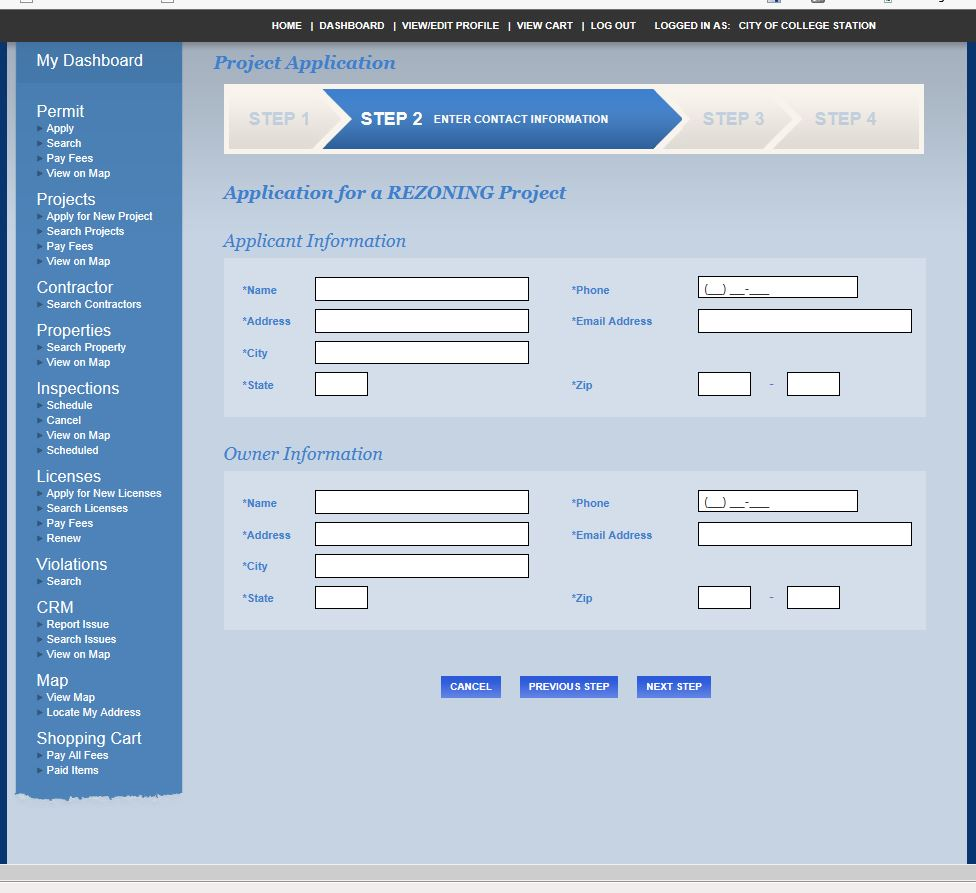 HOME | DASHBOARD | VIEW/EDIT PROFILE | VIEW CART | LOG OUT LOGGED IN AS: CITY OF COLLEGE STATION
My Dashboard
Permit
Apply
Search
Pay Fees
View on Map
Projects
Apply for New Project
Search Projects
Pay Fees
View on Map
Contractor
Search Contractors
Properties
Search Property
View on Map
Inspections
Schedule
Cancel
View on Map
Scheduled
Licenses
Apply for New Licenses
Search Licenses
Pay Fees
Renew
Violations
Search
CRM
Report Issue
Search Issues
View on Map
Map
View Map
Locate My Address
Shopping Cart
Pay All Fees
Paid Items
Project Application
STEP 1 STEP 2 ENTER CONTACT INFORMATION STEP 3 STEP 4
Application for a REZONING Project
Applicant Information
*Name *Phone (__) __-___
*Address *Email Address
*City
*State *Zip -
Owner Information
*Name *Phone (__) __-___
*Address *Email Address
*City
*State *Zip -
CANCEL PREVIOUS STEP NEXT STEP